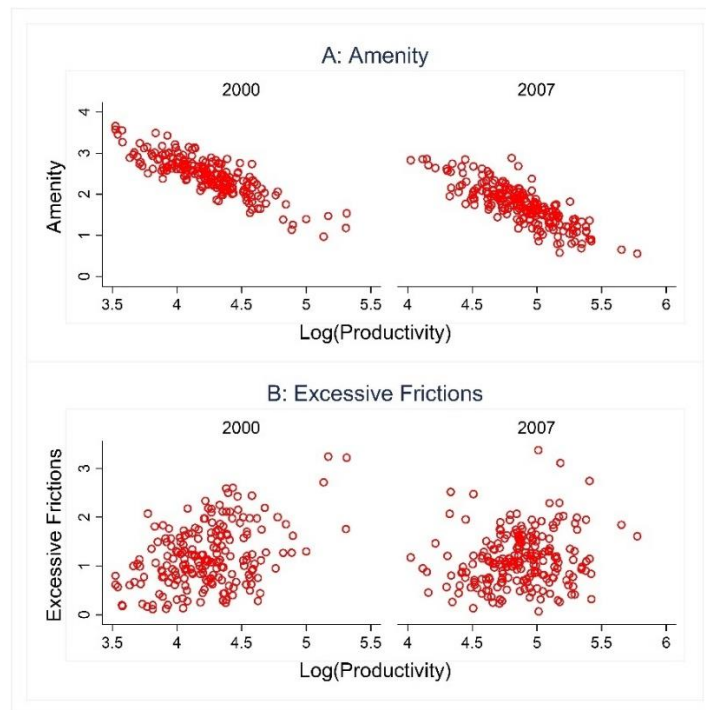 A: Amenity
2000 2007
Amenity
4
3
2
1
0
3.5 4 4.5 5 5.5 4 4.5 5 5.5 6
Log(Productivity)
B: Excessive Frictions
2000 2007
Excessive Frictions
3
2
1
0
3.5 4 4.5 5 5.5 4 4.5 5 5.5 6
Log(Productivity)